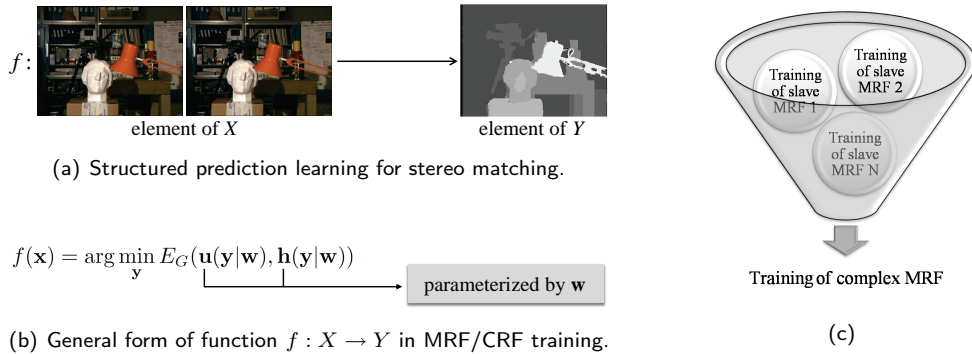 f:
element of X
element of Y
(a) Structured prediction learning for stereo matching.
f(x) = arg min_y E_G(u(y|w), h(y|w))
parameterized by w
(b) General form of function f : X → Y in MRF/CRF training.
Training
of slave
MRF 1
Training
of slave
MRF 2
Training
of slave
MRF N
Training of complex MRF
(c)